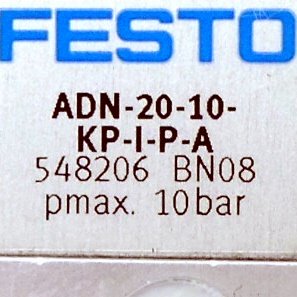 FESTO
ADN-20-10-
KP-I-P-A
548206 BN08
pmax. 10bar